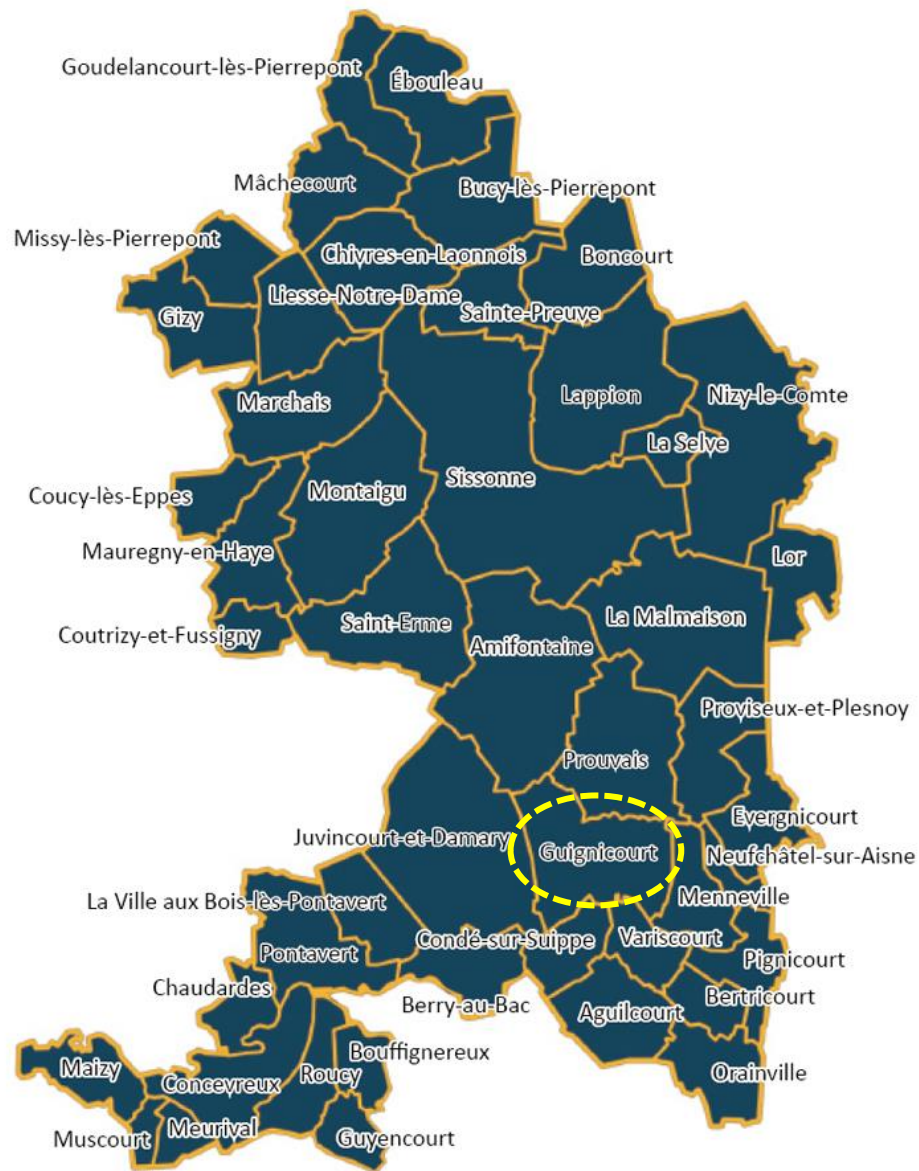 Goudelancourt-lès-Pierrepont
Ébouleau
Mâchecourt
Bucy-lès-Pierrepont
Missy-lès-Pierrepont
Chivres-en-Laonnois
Boncourt
Liesse-Notre-Dame
Gizy
Sainte-Preuve
Marchais
Lappion
Nizy-le-Comte
La Selve
Sissonne
Coucy-lès-Eppes
Montaigu
Mauregny-en-Haye
Lor
La Malmaison
Saint-Erme
Coutrizy-et-Fussigny
Amifontaine
Proviseux-et-Plesnoy
Prouvais
Evergnicourt
Juvincourt-et-Damary
Guignicourt
Neufchâtel-sur-Aisne
Menneville
La Ville aux Bois-lès-Pontavert
Condé-sur-Suippe
Variscourt
Pontavert
Pignicourt
Chaudardes
Bertricourt
Berry-au-Bac
Aguilcourt
Bouffignereux
Maizy
Roucy
Orainville
Concevreux
Muscourt
Meurival
Guyencourt